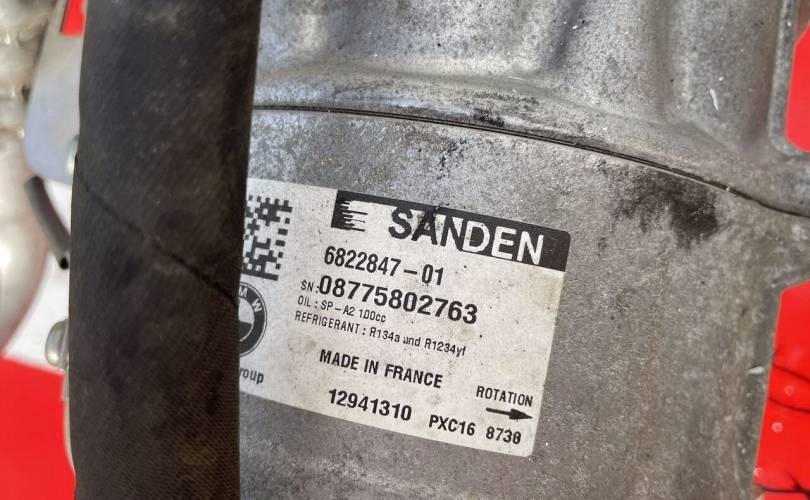 SANDEN
6822847-01
SN:08775802763
OIL: SP-A2 100cc
REFRIGERANT: R134a and R1234yf
MADE IN FRANCE
ROTATION
12941310 PXC16 8730